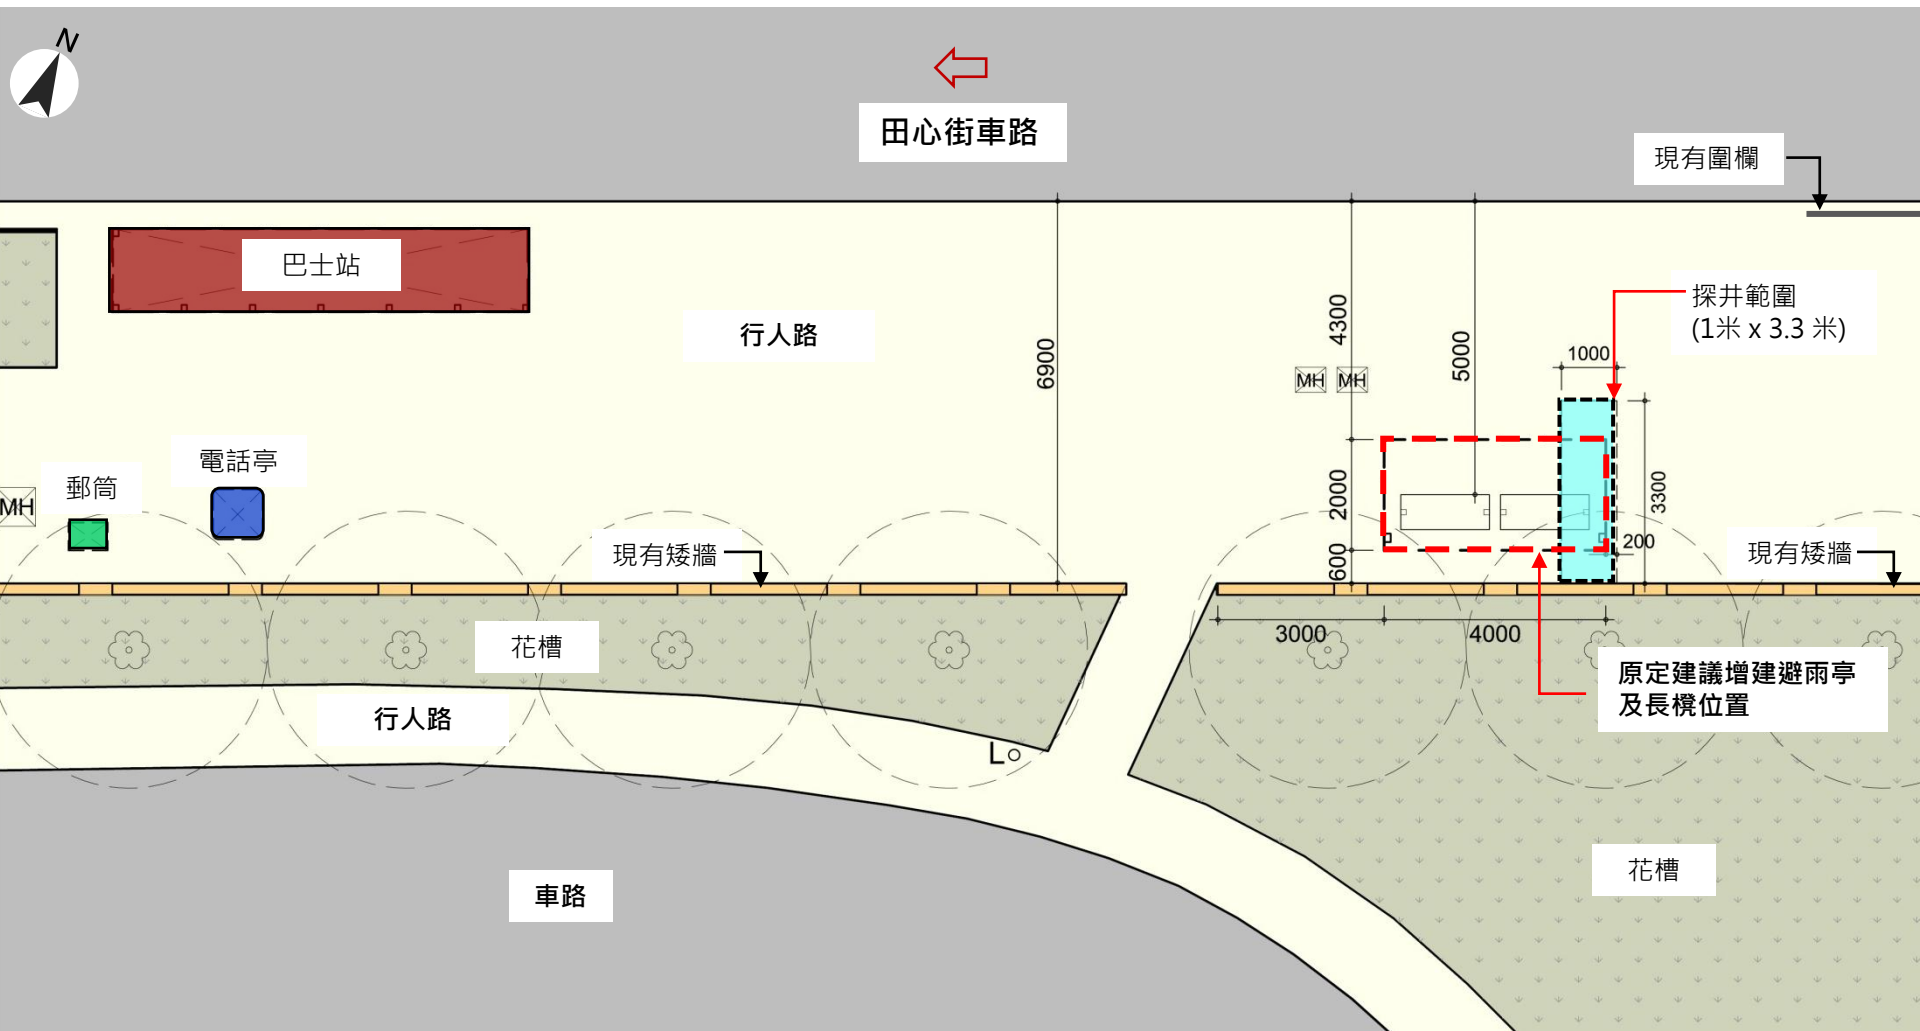 N
田心街車路
現有圍欄
巴士站
行人路
探井範圍
(1米 x 3.3 米)
6900
4300
5000
1000
MH
MH
電話亭
郵筒
MH
2000
3300
現有矮牆
600
200
現有矮牆
花槽
3000
4000
原定建議增建避雨亭
及長櫈位置
行人路
L
花槽
車路